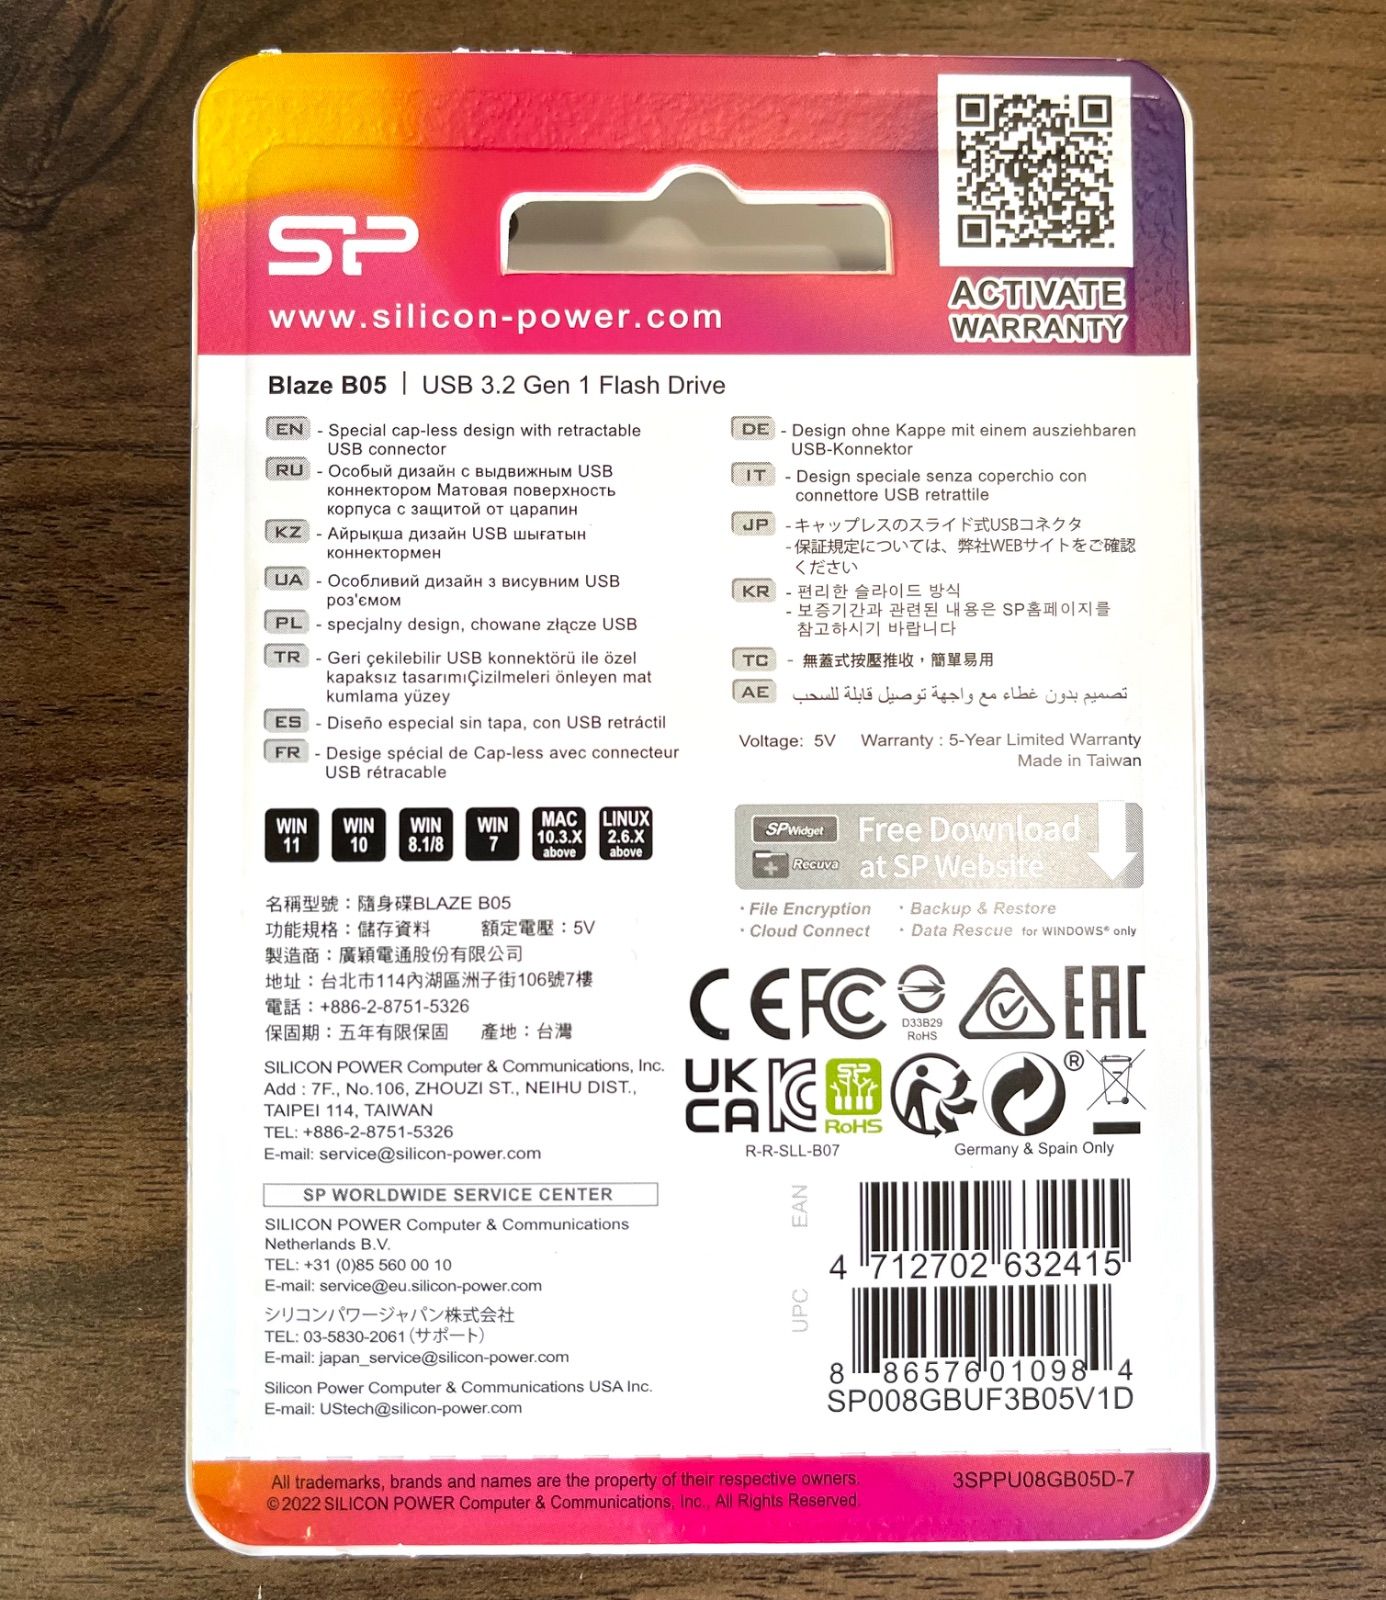 SP
www.silicon-power.com
ACTIVATE
WARRANTY
Blaze B05 | USB 3.2 Gen 1 Flash Drive
EN - Special cap-less design with retractable
USB connector
RU - Особый дизайн с выдвижным USB
коннектором Матовая поверхность
корпуса с защитой от царапин
KZ - Айрықша дизайн USB шығатын
коннектормен
UA - Особливий дизайн з висувним USB
роз'ємом
PL - specjalny design, chowane złącze USB
TR - Geri çekilebilir USB konnektörü ile özel
kapaksız tasarımıÇizilmeleri önleyen mat
kumlama yüzey
ES - Diseño especial sin tapa, con USB retráctil
FR - Desige spécial de Cap-less avec connecteur
USB rétracable
DE - Design ohne Kappe mit einem ausziehbaren
USB-Konnektor
IT - Design speciale senza coperchio con
connettore USB retrattile
JP - キャップレスのスライド式USBコネクタ
- 保証規定については、弊社WEBサイトをご確認
ください
KR - 편리한 슬라이드 방식
- 보증기간과 관련된 내용은 SP홈페이지를
참고하시기 바랍니다
TC - 無蓋式按壓推收，簡單易用
AE - تصميم بدون غطاء مع واجهة توصيل قابلة للسحب
Voltage: 5V Warranty : 5-Year Limited Warranty
Made in Taiwan
WIN 11
WIN 10
WIN 8.1/8
WIN 7
MAC 10.3.X above
LINUX 2.6.X above
SP Widget
Recuva
Free Download
at SP Website
· File Encryption · Backup & Restore
· Cloud Connect · Data Rescue for WINDOWS® only
名稱型號：隨身碟BLAZE B05
功能規格：儲存資料 額定電壓：5V
製造商：廣穎電通股份有限公司
地址：台北市114內湖區洲子街106號7樓
電話：+886-2-8751-5326
保固期：五年有限保固 產地：台灣
SILICON POWER Computer & Communications, Inc.
Add : 7F., No.106, ZHOUZI ST., NEIHU DIST.,
TAIPEI 114, TAIWAN
TEL: +886-2-8751-5326
E-mail: service@silicon-power.com
SP WORLDWIDE SERVICE CENTER
SILICON POWER Computer & Communications
Netherlands B.V.
TEL: +31 (0)85 560 00 10
E-mail: service@eu.silicon-power.com
シリコンパワージャパン株式会社
TEL: 03-5830-2061（サポート）
E-mail: japan_service@silicon-power.com
Silicon Power Computer & Communications USA Inc.
E-mail: UStech@silicon-power.com
CE FC
D33B29
RoHS
EAC
UK
CA
KC
SP
RoHS
®
R-R-SLL-B07
Germany & Spain Only
EAN
4 712702 632415
UPC
8 86576 01098 4
SP008GBUF3B05V1D
All trademarks, brands and names are the property of their respective owners.
© 2022 SILICON POWER Computer & Communications, Inc., All Rights Reserved.
3SPPU08GB05D-7